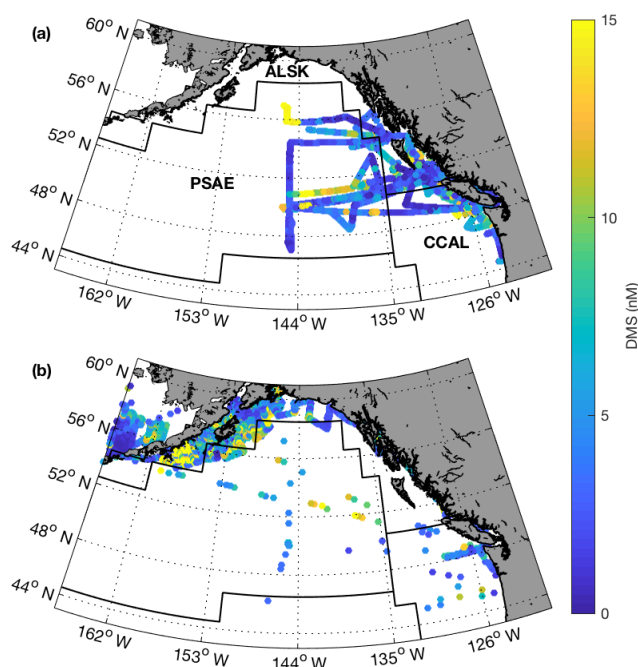 (a)
60° N
56° N
52° N
48° N
44° N
ALSK
PSAE
CCAL
162° W
153° W
144° W
135° W
126° W
(b)
60° N
56° N
52° N
48° N
44° N
162° W
153° W
144° W
135° W
126° W
15
10
5
0
DMS (nM)